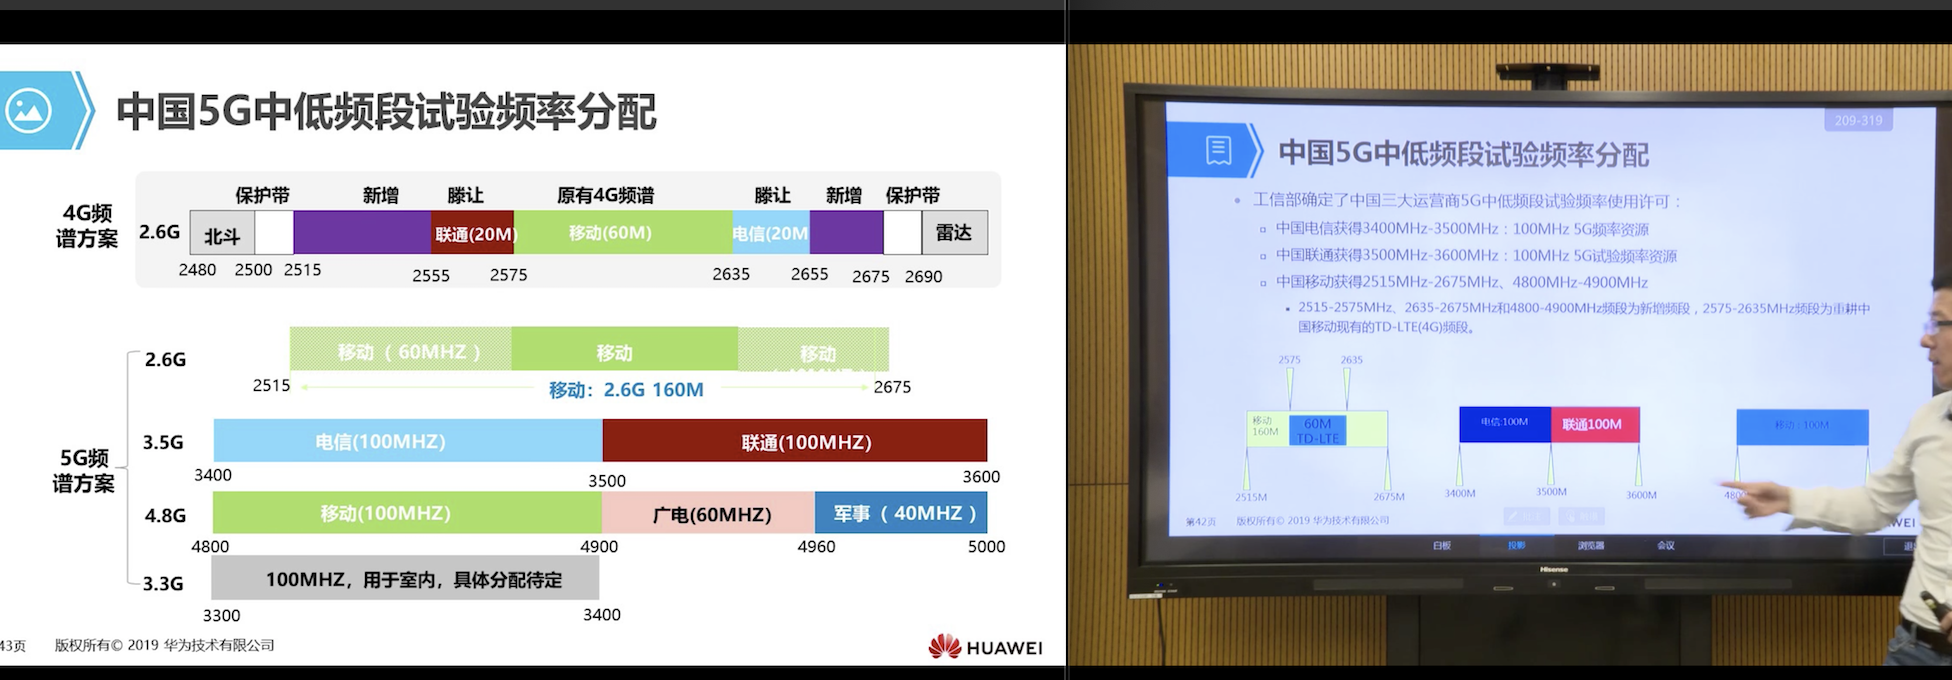 中国5G中低频段试验频率分配
4G频
谱方案
保护带 新增 滕让 原有4G频谱 滕让 新增 保护带
2.6G 北斗 联通(20M) 移动(60M) 电信(20M 雷达
2480 2500 2515 2555 2575 2635 2655 2675 2690
5G频
谱方案
2.6G 移动（60MHZ） 移动 移动
2515 移动：2.6G 160M 2675
3.5G 电信(100MHZ) 联通(100MHZ)
3400 3500 3600
4.8G 移动(100MHZ) 广电(60MHZ) 军事（40MHZ）
4800 4900 4960 5000
3.3G 100MHZ，用于室内，具体分配待定
3300 3400
43页 版权所有© 2019 华为技术有限公司
HUAWEI
209-319
中国5G中低频段试验频率分配
工信部确定了中国三大运营商5G中低频段试验频率使用许可：
中国电信获得3400MHz-3500MHz：100MHz 5G频率资源
中国联通获得3500MHz-3600MHz：100MHz 5G试验频率资源
中国移动获得2515MHz-2675MHz、4800MHz-4900MHz
2515-2575MHz、2635-2675MHz和4800-4900MHz频段为新增频段，2575-2635MHz频段为重耕中
国移动现有的TD-LTE(4G)频段。
2575 2635
移动
160M
60M
TD-LTE
电信:100M 联通100M 移动：100M
2515M 2675M 3400M 3500M 3600M
第42页 版权所有© 2019 华为技术有限公司
白板 投影 浏览器 会议
Hisense